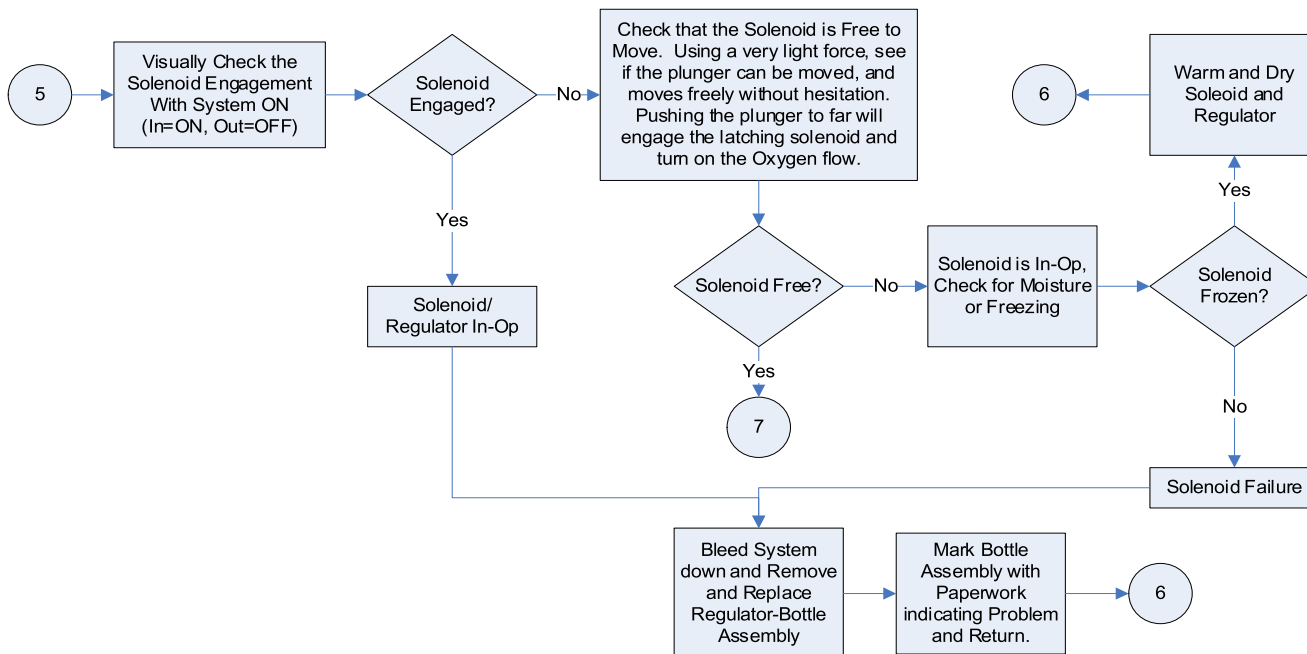 5
Visually Check the
Solenoid Engagement
With System ON
(In=ON, Out=OFF)
Solenoid
Engaged?
No
Check that the Solenoid is Free to
Move. Using a very light force, see
if the plunger can be moved, and
moves freely without hesitation.
Pushing the plunger to far will
engage the latching solenoid and
turn on the Oxygen flow.
6
Warm and Dry
Soleoid and
Regulator
Yes
Yes
Solenoid/
Regulator In-Op
Solenoid Free?
No
Solenoid is In-Op,
Check for Moisture
or Freezing
Solenoid
Frozen?
Yes
7
No
Solenoid Failure
Bleed System
down and Remove
and Replace
Regulator-Bottle
Assembly
Mark Bottle
Assembly with
Paperwork
indicating Problem
and Return.
6